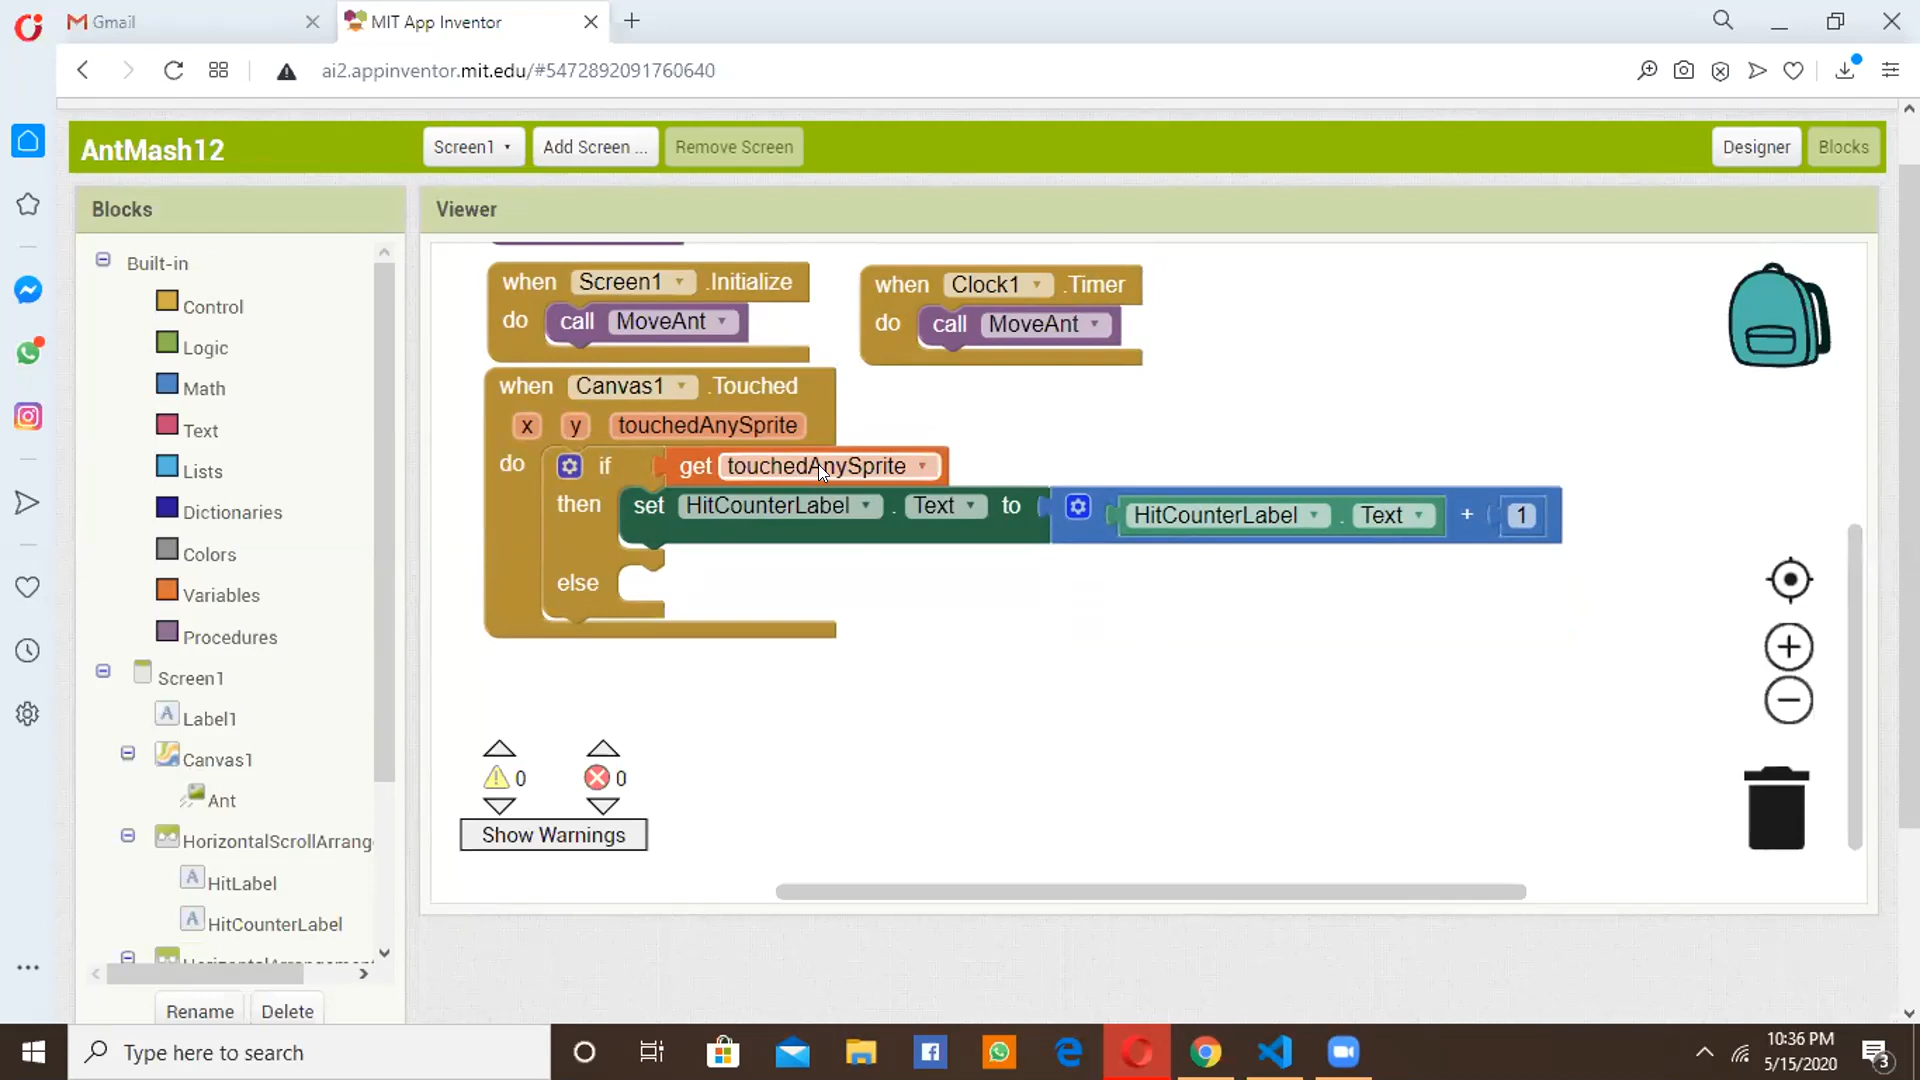 Gmail
MIT App Inventor
ai2.appinventor.mit.edu/#5472892091760640
AntMash12
Screen1
Add Screen ...
Remove Screen
Designer
Blocks
Blocks
Viewer
Built-in
Control
Logic
Math
Text
Lists
Dictionaries
Colors
Variables
Procedures
Screen1
Label1
Canvas1
Ant
HorizontalScrollArrang
HitLabel
HitCounterLabel
Rename
Delete
when Screen1 .Initialize
do call MoveAnt
when Clock1 .Timer
do call MoveAnt
when Canvas1 .Touched
x y touchedAnySprite
do if get touchedAnySprite
then set HitCounterLabel . Text to HitCounterLabel . Text + 1
else
0 0
Show Warnings
Type here to search
10:36 PM
5/15/2020
3